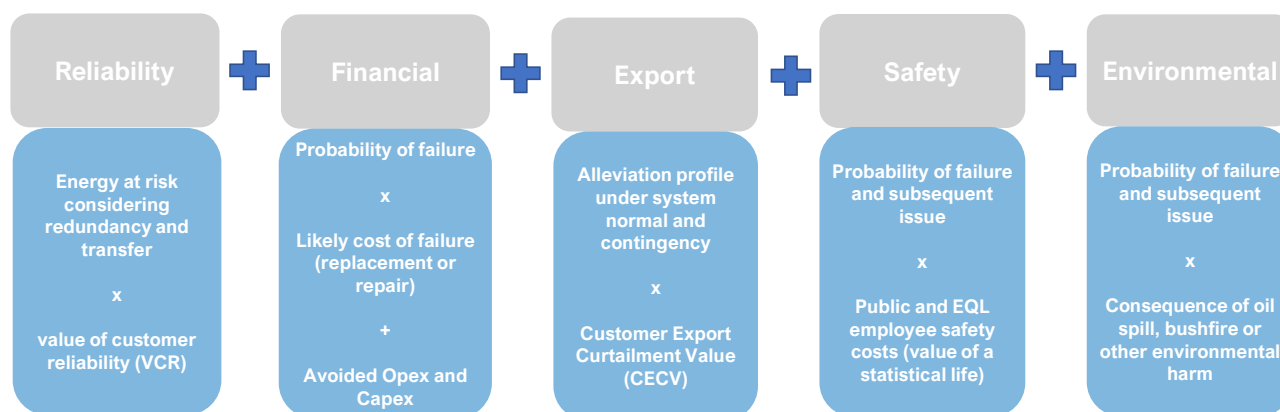 Reliability
Financial
Export
Safety
Environmental
Energy at risk
considering
redundancy and
transfer
x
value of customer
reliability (VCR)
Probability of failure
x
Likely cost of failure
(replacement or
repair)
+
Avoided Opex and
Capex
Alleviation profile
under system
normal and
contingency
x
Customer Export
Curtailment Value
(CECV)
Probability of failure
and subsequent
issue
x
Public and EQL
employee safety
costs (value of a
statistical life)
Probability of failure
and subsequent
issue
x
Consequence of oil
spill, bushfire or
other environmental
harm